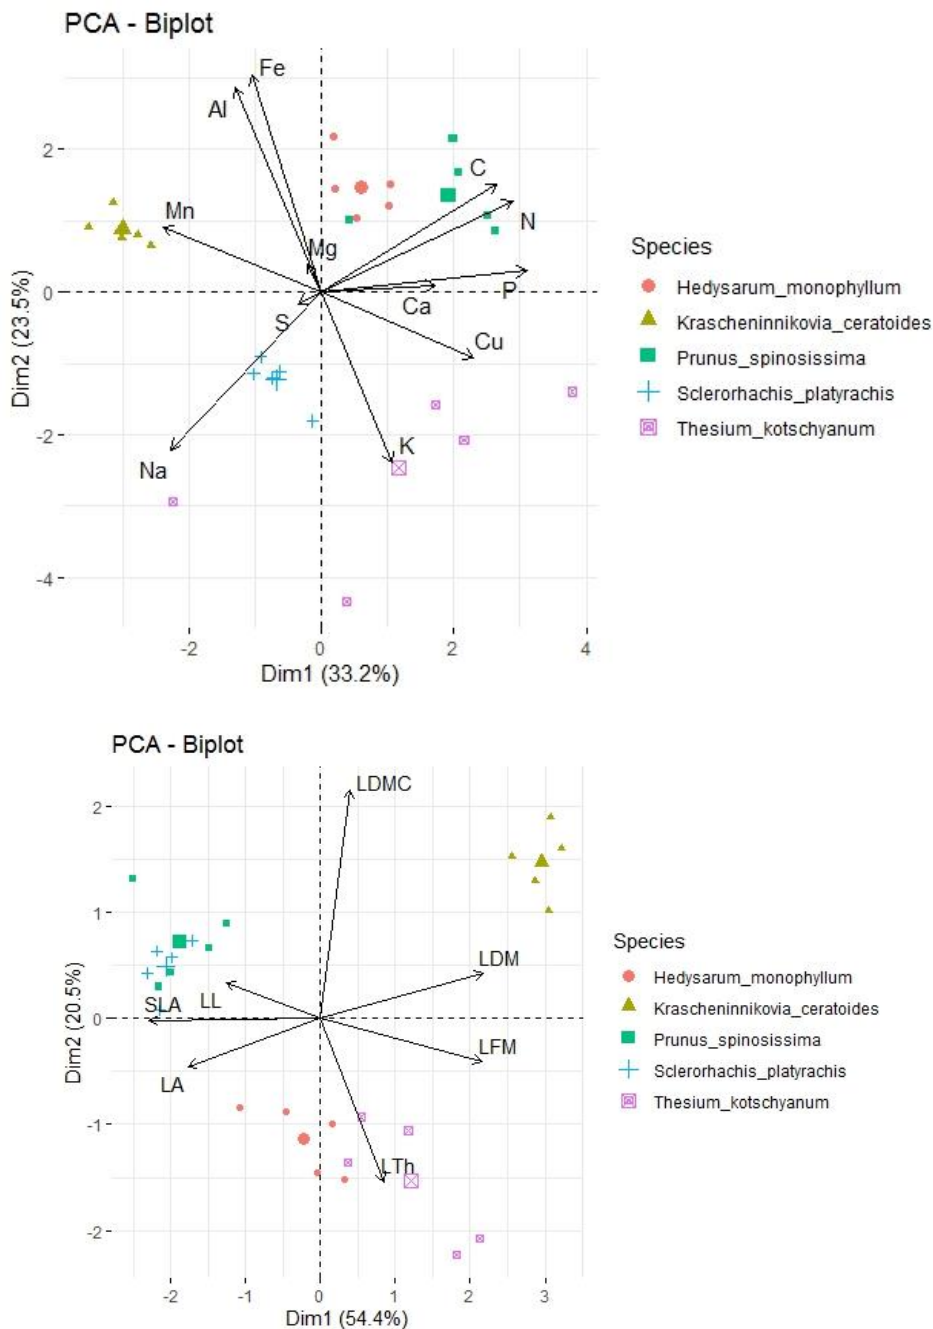 PCA - Biplot
Fe
Al
C
N
Mn
Mg
P
Ca
S
Cu
K
Na
2
0
-2
-4
Dim2 (23.5%)
-2
0
2
4
Dim1 (33.2%)
Species
Hedysarum_monophyllum
Krascheninnikovia_ceratoides
Prunus_spinosissima
Sclerorhachis_platyrachis
Thesium_kotschyanum
PCA - Biplot
LDMC
LDM
LL
SLA
LFM
LA
LTh
2
1
0
-1
-2
Dim2 (20.5%)
-2
-1
0
1
2
3
Dim1 (54.4%)
Species
Hedysarum_monophyllum
Krascheninnikovia_ceratoides
Prunus_spinosissima
Sclerorhachis_platyrachis
Thesium_kotschyanum